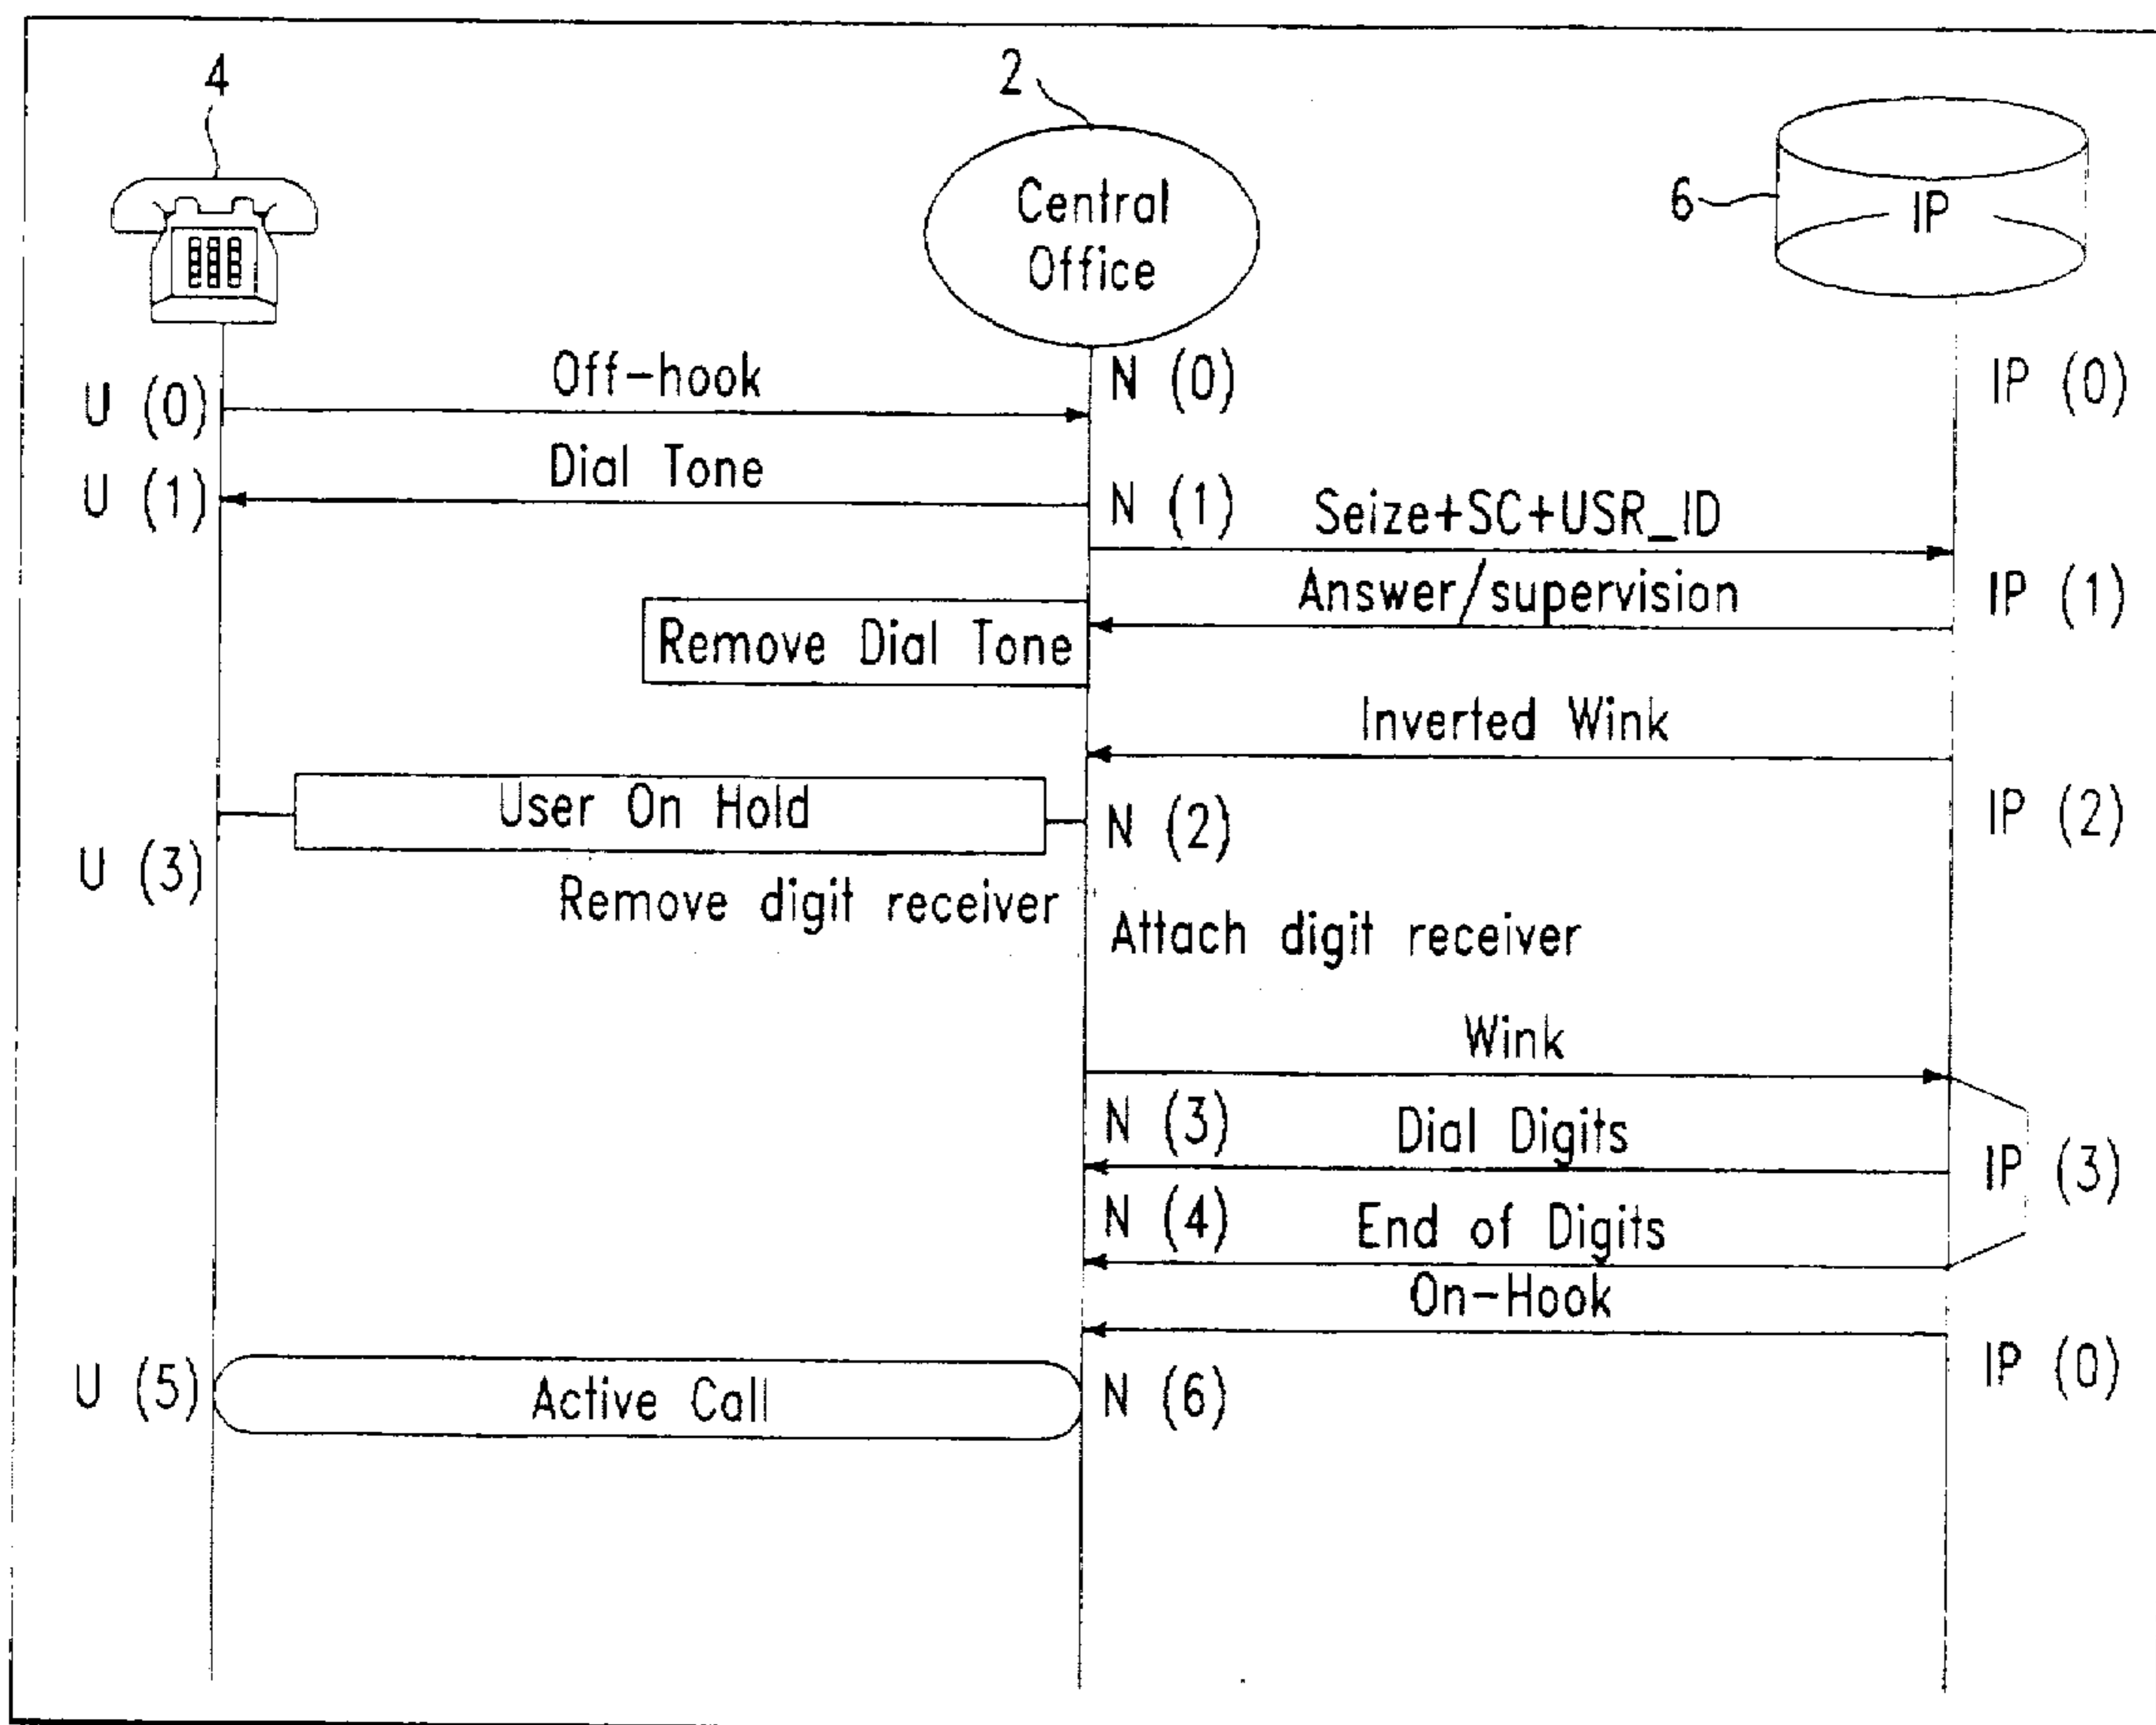 4
2
Central
Office
6
IP
Off-hook
N (0)
IP (0)
U (0)
Dial Tone
U (1)
N (1)
Seize+SC+USR_ID
Answer/supervision
IP (1)
Remove Dial Tone
Inverted Wink
User On Hold
N (2)
IP (2)
U (3)
Remove digit receiver
Attach digit receiver
Wink
N (3)
Dial Digits
IP (3)
N (4)
End of Digits
On-Hook
U (5)
Active Call
N (6)
IP (0)